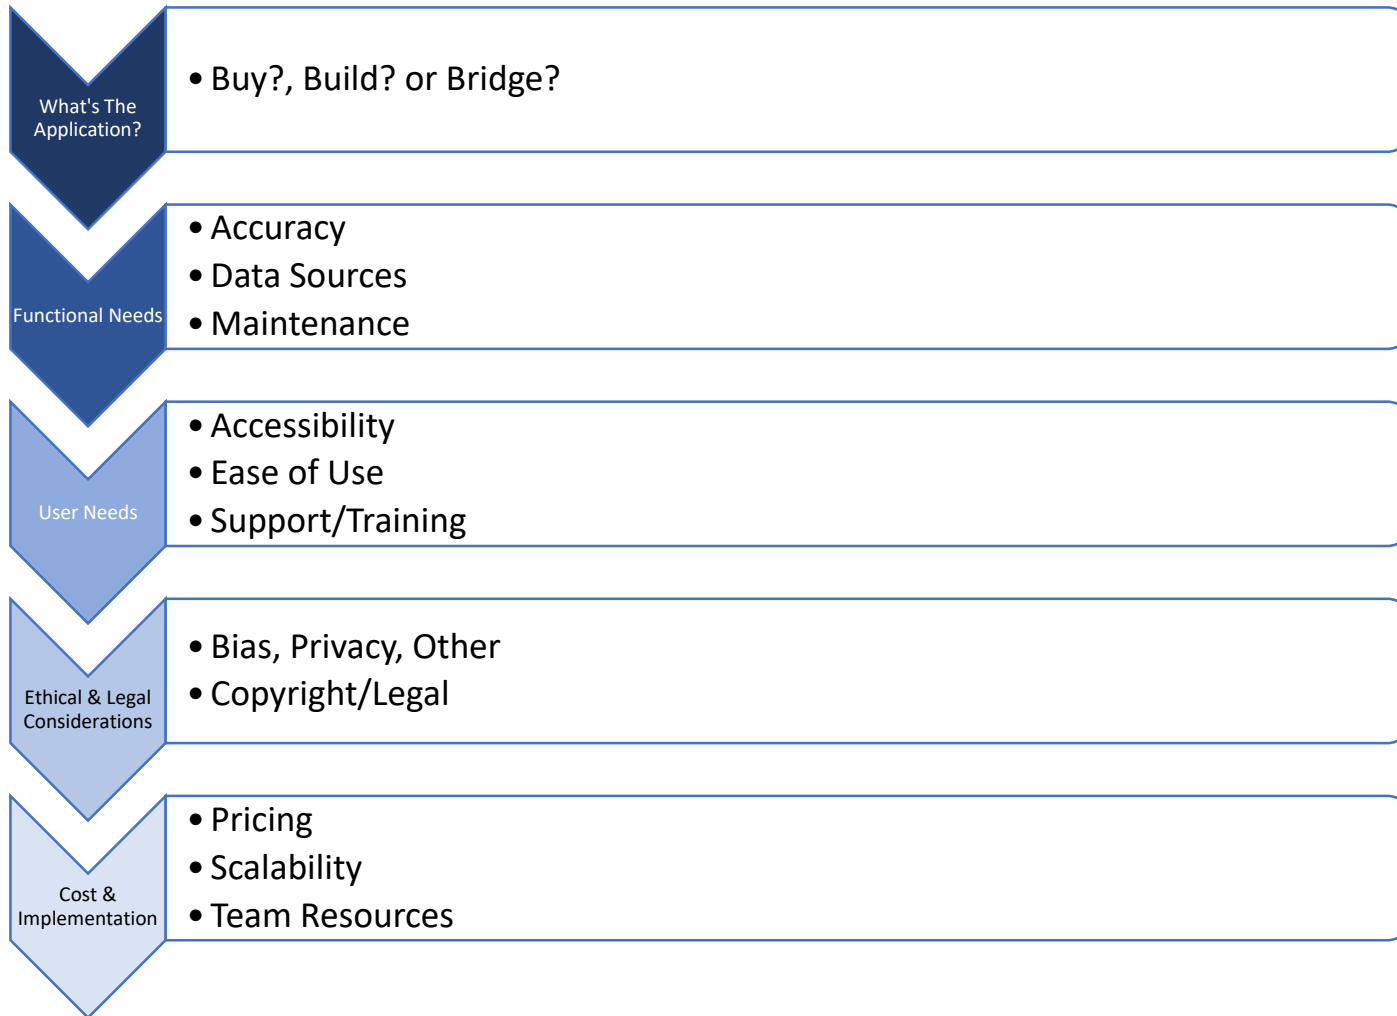 What's The
Application?
• Buy?, Build? or Bridge?
Functional Needs
• Accuracy
• Data Sources
• Maintenance
User Needs
• Accessibility
• Ease of Use
• Support/Training
Ethical & Legal
Considerations
• Bias, Privacy, Other
• Copyright/Legal
Cost &
Implementation
• Pricing
• Scalability
• Team Resources